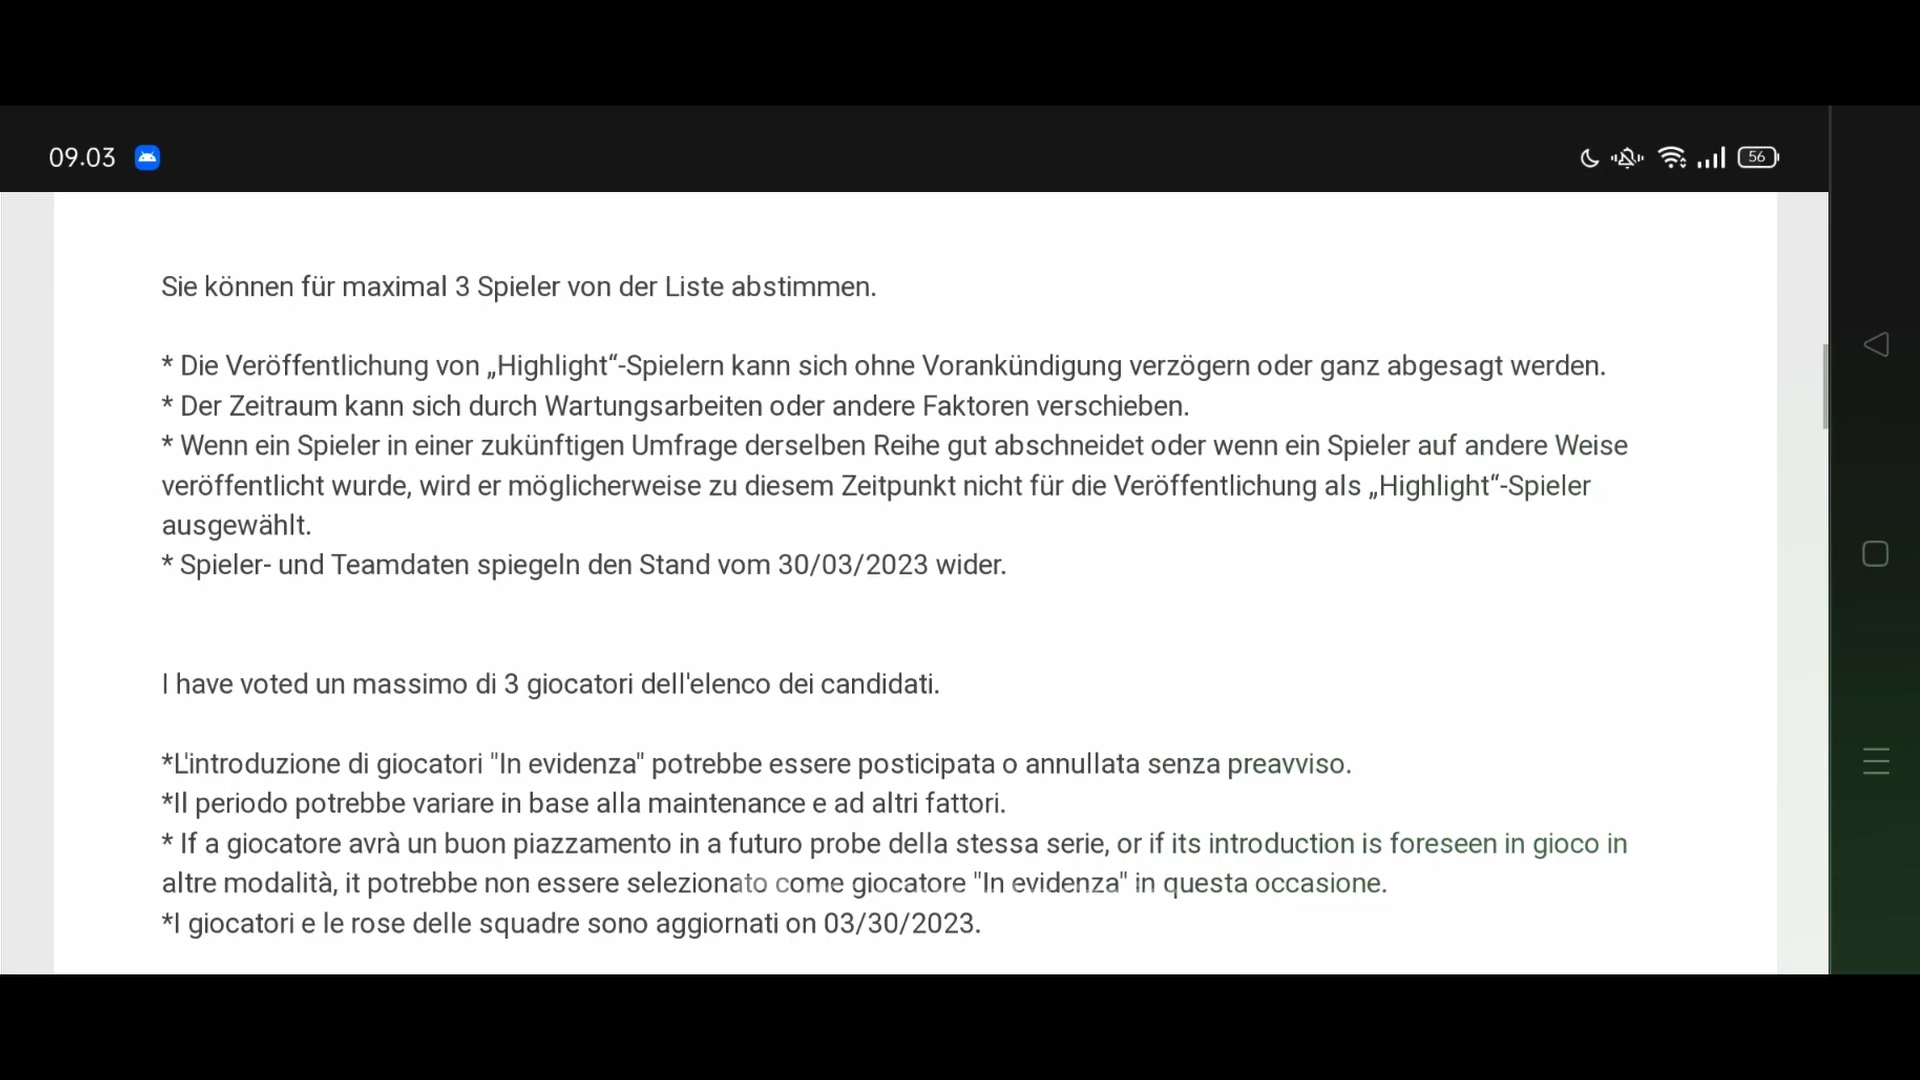 09.03
56
Sie können für maximal 3 Spieler von der Liste abstimmen.
* Die Veröffentlichung von „Highlight“-Spielern kann sich ohne Vorankündigung verzögern oder ganz abgesagt werden.
* Der Zeitraum kann sich durch Wartungsarbeiten oder andere Faktoren verschieben.
* Wenn ein Spieler in einer zukünftigen Umfrage derselben Reihe gut abschneidet oder wenn ein Spieler auf andere Weise
veröffentlicht wurde, wird er möglicherweise zu diesem Zeitpunkt nicht für die Veröffentlichung als „Highlight“-Spieler
ausgewählt.
* Spieler- und Teamdaten spiegeln den Stand vom 30/03/2023 wider.
I have voted un massimo di 3 giocatori dell'elenco dei candidati.
*L'introduzione di giocatori "In evidenza" potrebbe essere posticipata o annullata senza preavviso.
*Il periodo potrebbe variare in base alla maintenance e ad altri fattori.
* If a giocatore avrà un buon piazzamento in a futuro probe della stessa serie, or if its introduction is foreseen in gioco in
altre modalità, it potrebbe non essere selezionato come giocatore "In evidenza" in questa occasione.
*I giocatori e le rose delle squadre sono aggiornati on 03/30/2023.